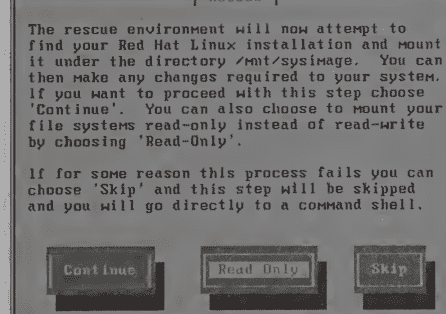 The rescue environment will now attempt to
find your Red Hat Linux installation and mount
it under the directory /mnt/sysimage.  You can
then make any changes required to your system.
If you want to proceed with this step choose
'Continue'.  You can also choose to mount your
file systems read-only instead of read-write
by choosing 'Read-Only'.
If for some reason this process fails you can
choose 'Skip' and this step will be skipped
and you will go directly to a command shell.
Continue Read Only Skip